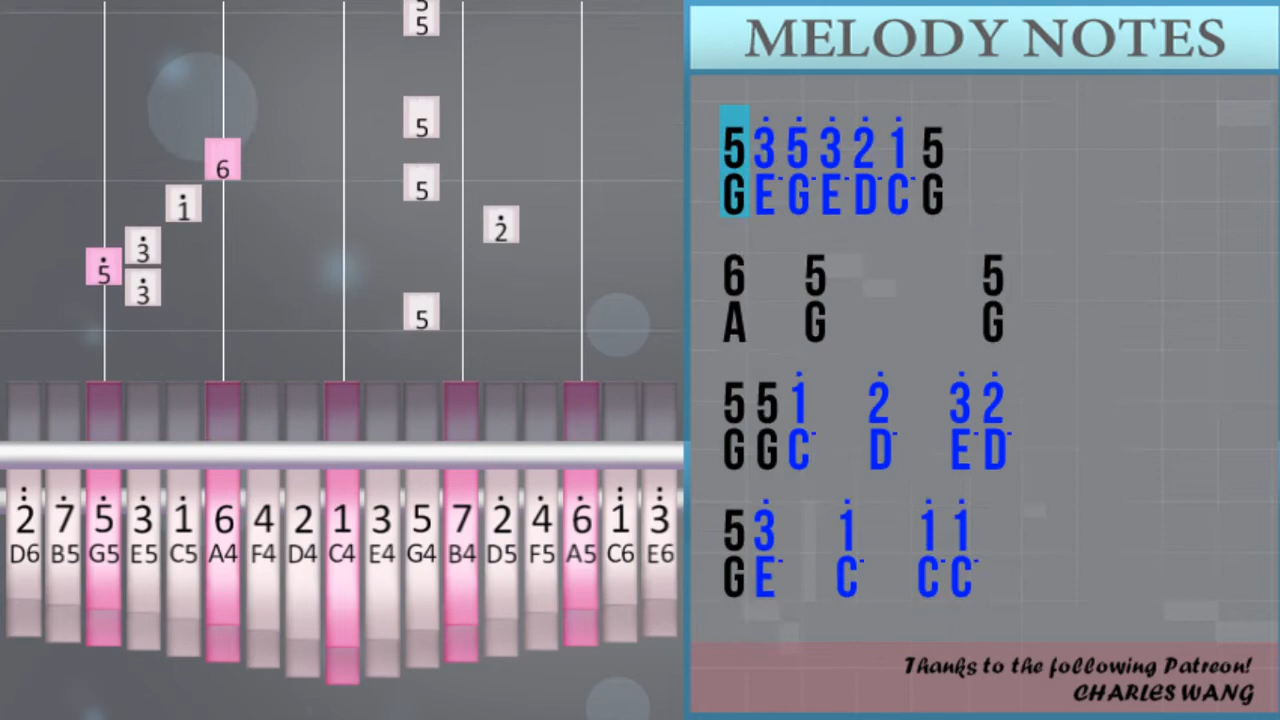 5
5
MELODY NOTES
5
6
5
1̇
2̇
3̇
5̇
3̇
5
5 3̇ 5̇ 3̇ 2̇ 1̇ 5
G E- G- E- D- C- G
6 5 5
A G G
5 5 1̇ 2̇ 3̇ 2̇
G G C- D- E- D-
5 3̇ 1̇ 1̇ 1̇
G E- C- C- C-
2̈ 7̇ 5̇ 3̇ 1̇ 6 4 2 1 3 5 7 2̇ 4̇ 6̇ 1̈ 3̈
D6 B5 G5 E5 C5 A4 F4 D4 C4 E4 G4 B4 D5 F5 A5 C6 E6
Thanks to the following Patreon!
CHARLES WANG